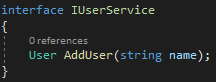 interface IUserService
{
0 references
User AddUser(string name);
}